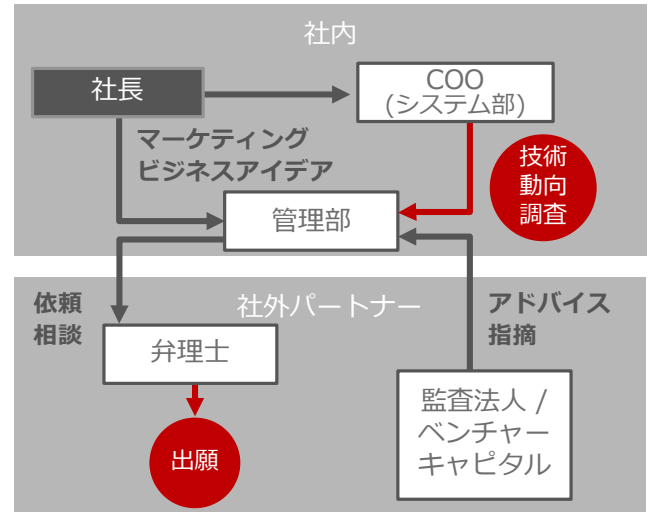 社内
社長
COO
(システム部)
マーケティング
ビジネスアイデア
技術
動向
調査
管理部
社外パートナー
依頼
相談
アドバイス
指摘
弁理士
監査法人 /
ベンチャー
キャピタル
出願